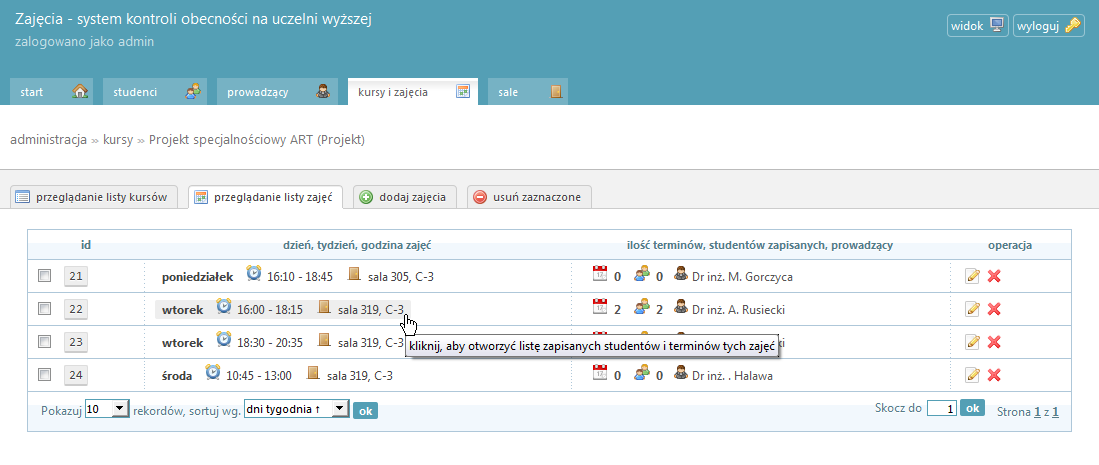 Zajęcia - system kontroli obecności na uczelni wyższej
zalogowano jako admin
widok wyloguj
start studenci prowadzący kursy i zajęcia sale
administracja » kursy » Projekt specjalnościowy ART (Projekt)
przeglądanie listy kursów przeglądanie listy zajęć dodaj zajęcia usuń zaznaczone
id dzień, tydzień, godzina zajęć ilość terminów, studentów zapisanych, prowadzący operacja
21 poniedziałek 16:10 - 18:45 sala 305, C-3 0 0 Dr inż. M. Gorczyca
22 wtorek 16:00 - 18:15 sala 319, C-3 2 2 Dr inż. A. Rusiecki
23 wtorek 18:30 - 20:35 sala 319, C-3
kliknij, aby otworzyć listę zapisanych studentów i terminów tych zajęć
24 środa 10:45 - 13:00 sala 319, C-3 0 0 Dr inż. . Halawa
Pokazuj 10 rekordów, sortuj wg. dni tygodnia ↑ ok Skocz do 1 ok Strona 1 z 1